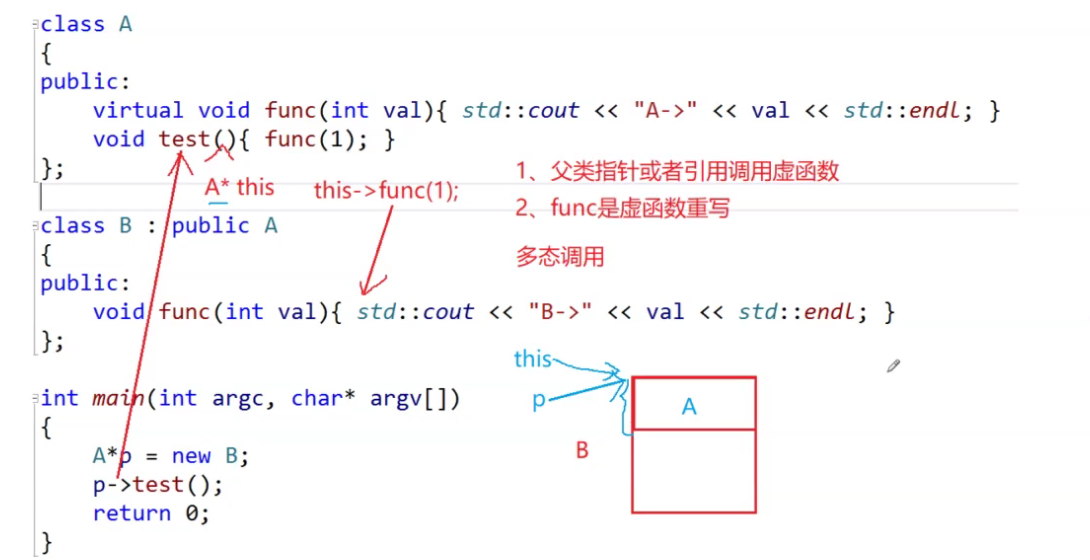 class A
{
public:
virtual void func(int val){ std::cout << "A->" << val << std::endl; }
void test(){ func(1); }
};
A* this
this->func(1);
1、父类指针或者引用调用虚函数
2、func是虚函数重写
多态调用
class B : public A
{
public:
void func(int val){ std::cout << "B->" << val << std::endl; }
};
this
p
A
B
int main(int argc, char* argv[])
{
A*p = new B;
p->test();
return 0;
}